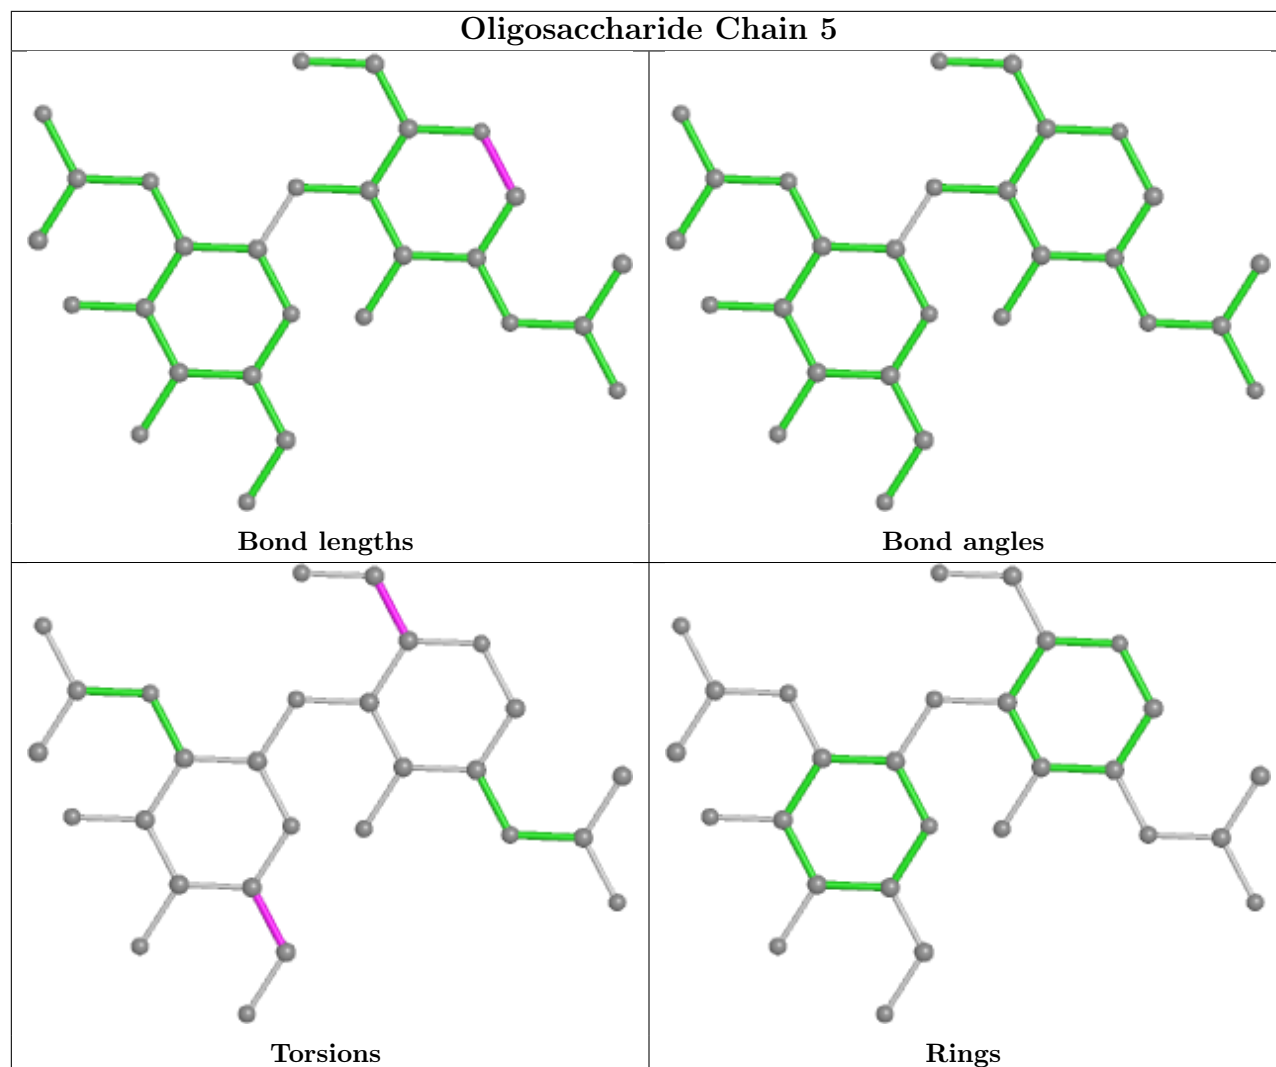 Oligosaccharide Chain 5
Bond lengths
Bond angles
Torsions
Rings